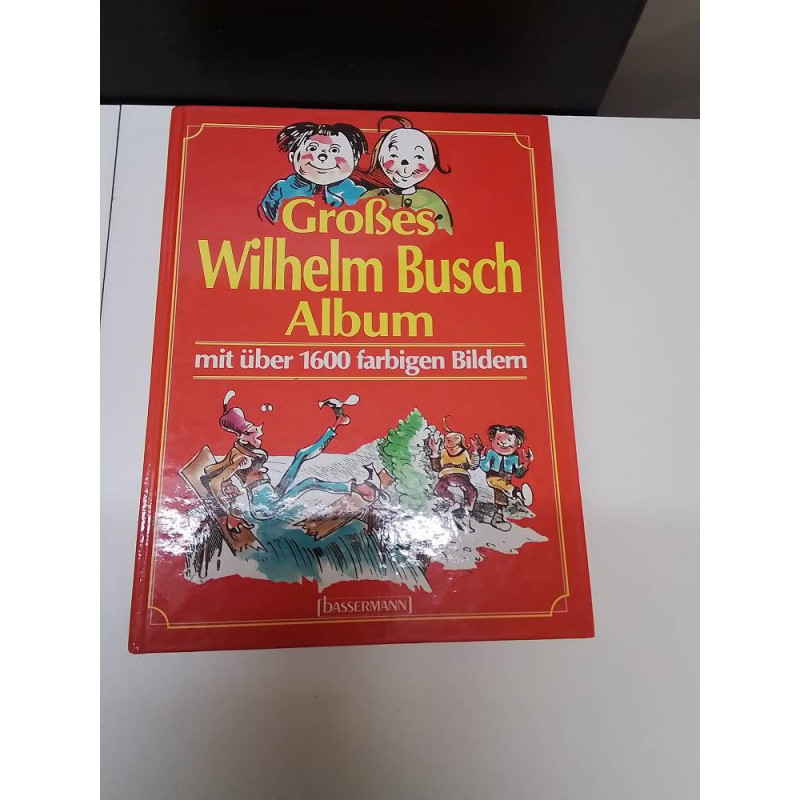 Großes
Wilhelm Busch
Album
mit über 1600 farbigen Bildern
bassermann